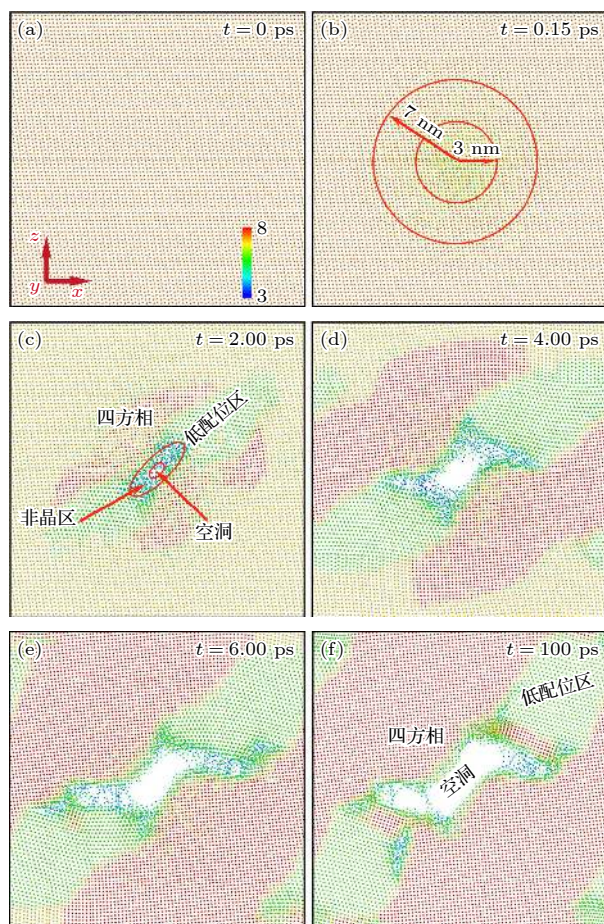 (a)
t = 0 ps
z
y
x
8
3
(b)
t = 0.15 ps
7 nm
3 nm
(c)
t = 2.00 ps
四方相
低配位区
非晶区
空洞
(d)
t = 4.00 ps
(e)
t = 6.00 ps
(f)
t = 100 ps
低配位区
四方相
空洞